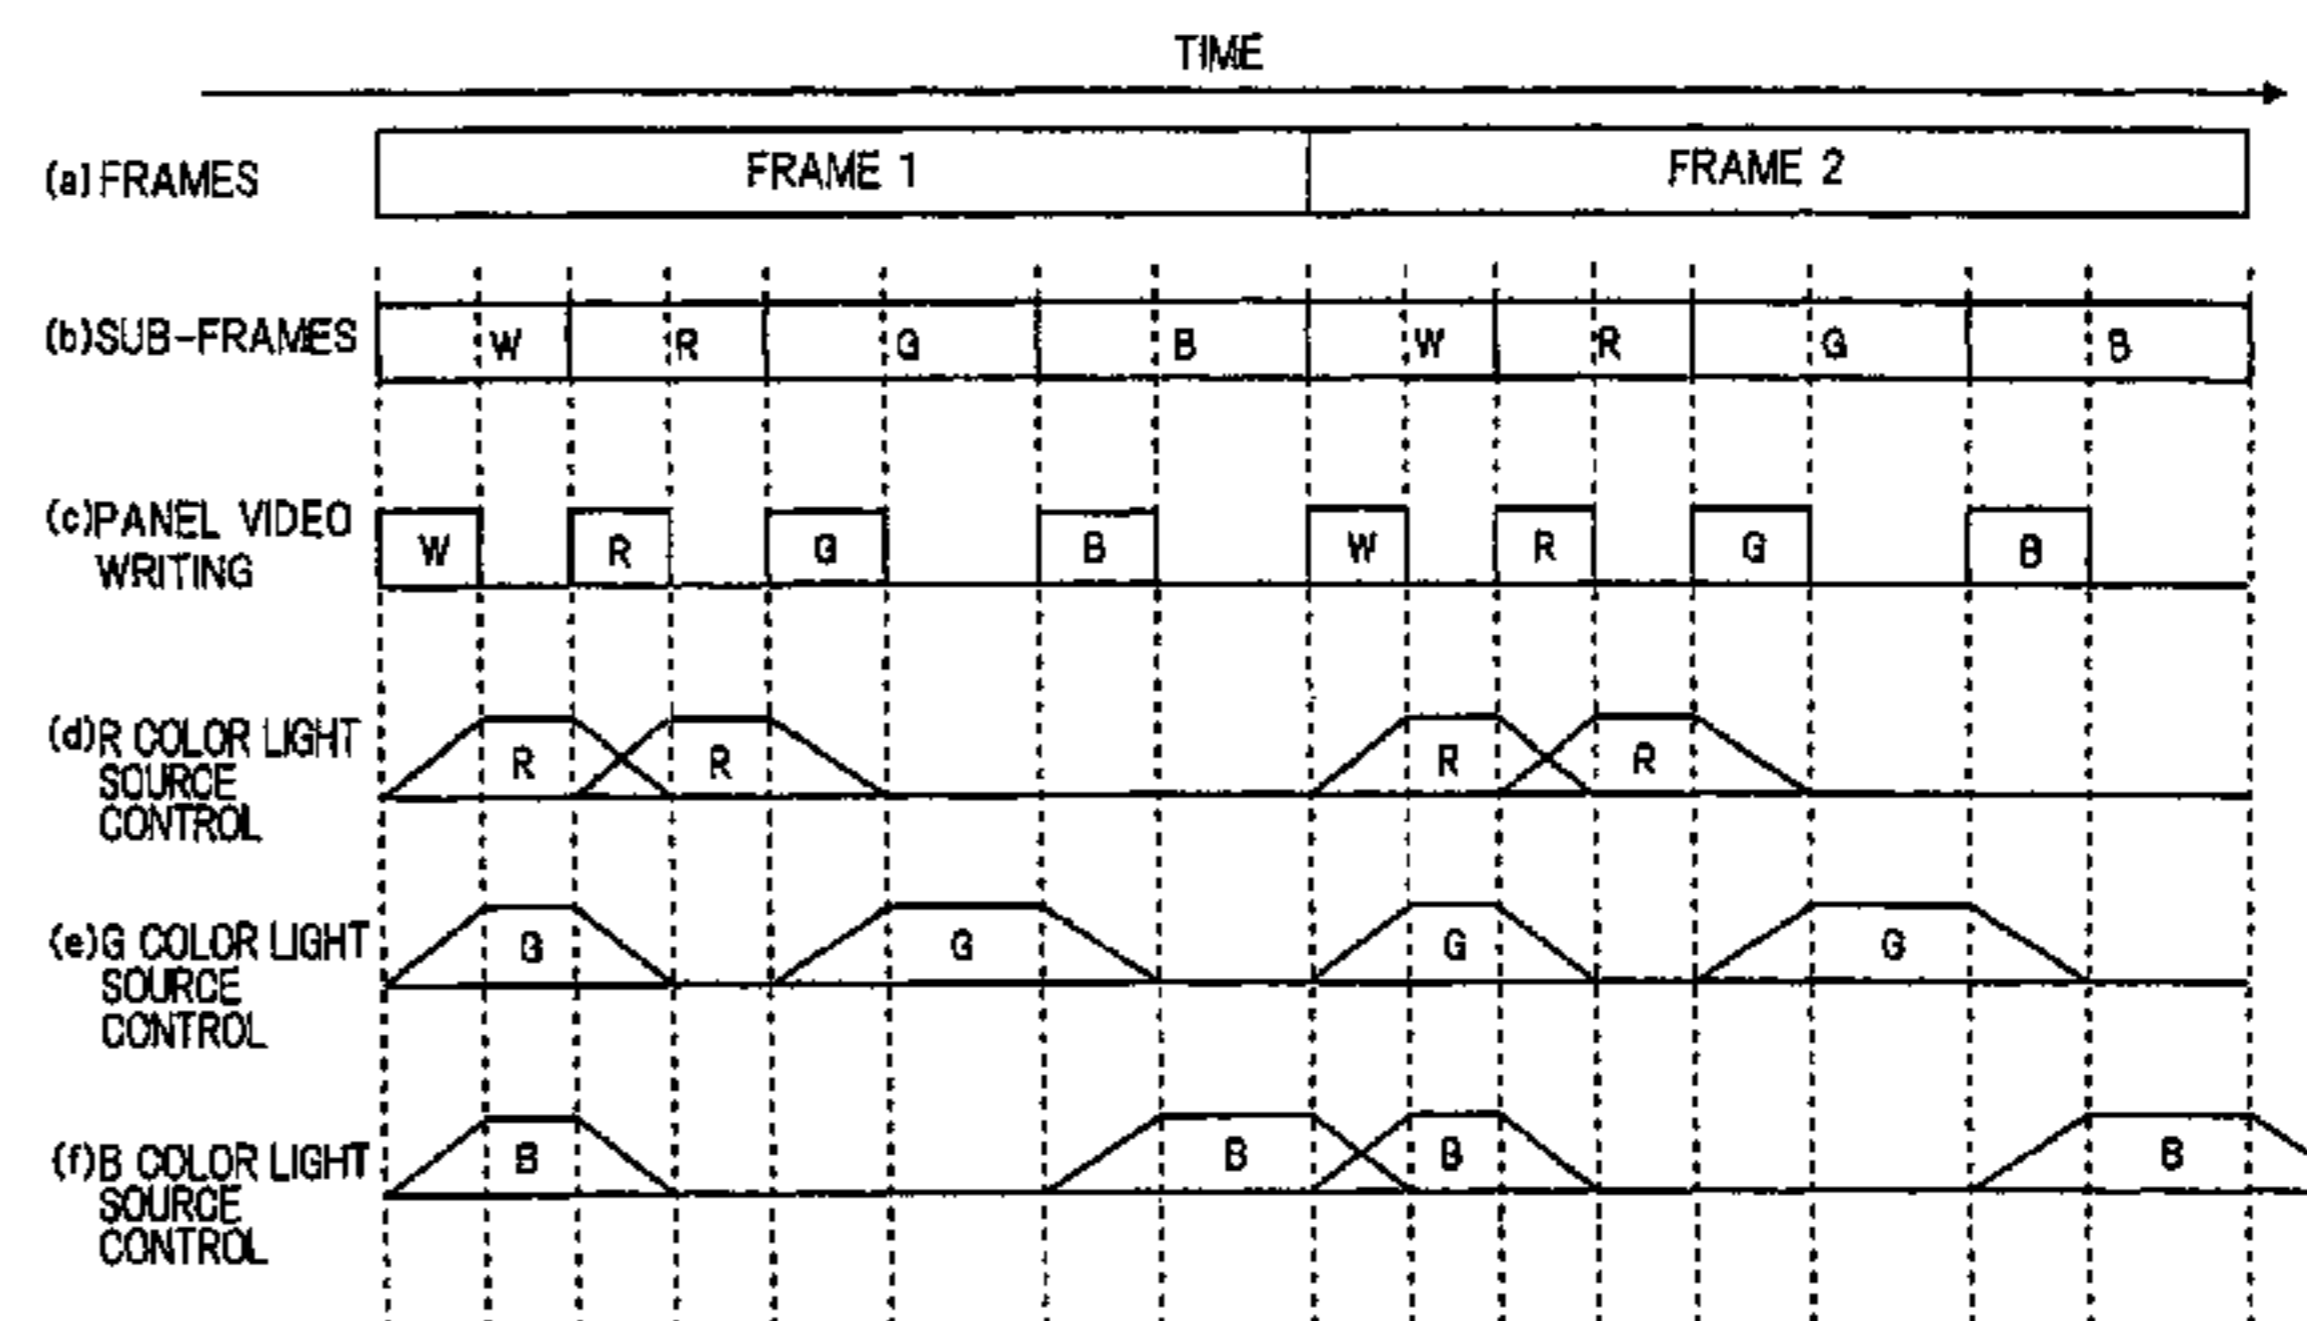 TIME
(a) FRAMES
FRAME 1
FRAME 2
(b)SUB-FRAMES
W
R
G
B
W
R
G
B
(c)PANEL VIDEO
WRITING
W
R
G
B
W
R
G
B
(d)R COLOR LIGHT
SOURCE
CONTROL
R
R
R
R
(e)G COLOR LIGHT
SOURCE
CONTROL
G
G
G
G
(f)B COLOR LIGHT
SOURCE
CONTROL
B
B
B
B